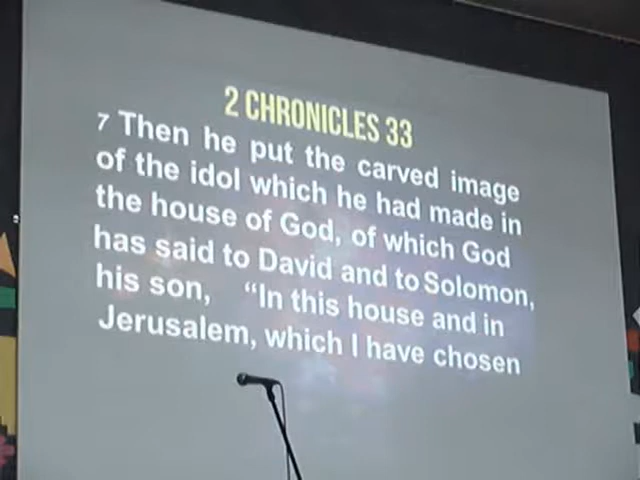 2 CHRONICLES 33
7 Then he put the carved image
of the idol which he had made in
the house of God, of which God
has said to David and to Solomon,
his son, “In this house and in
Jerusalem, which I have chosen